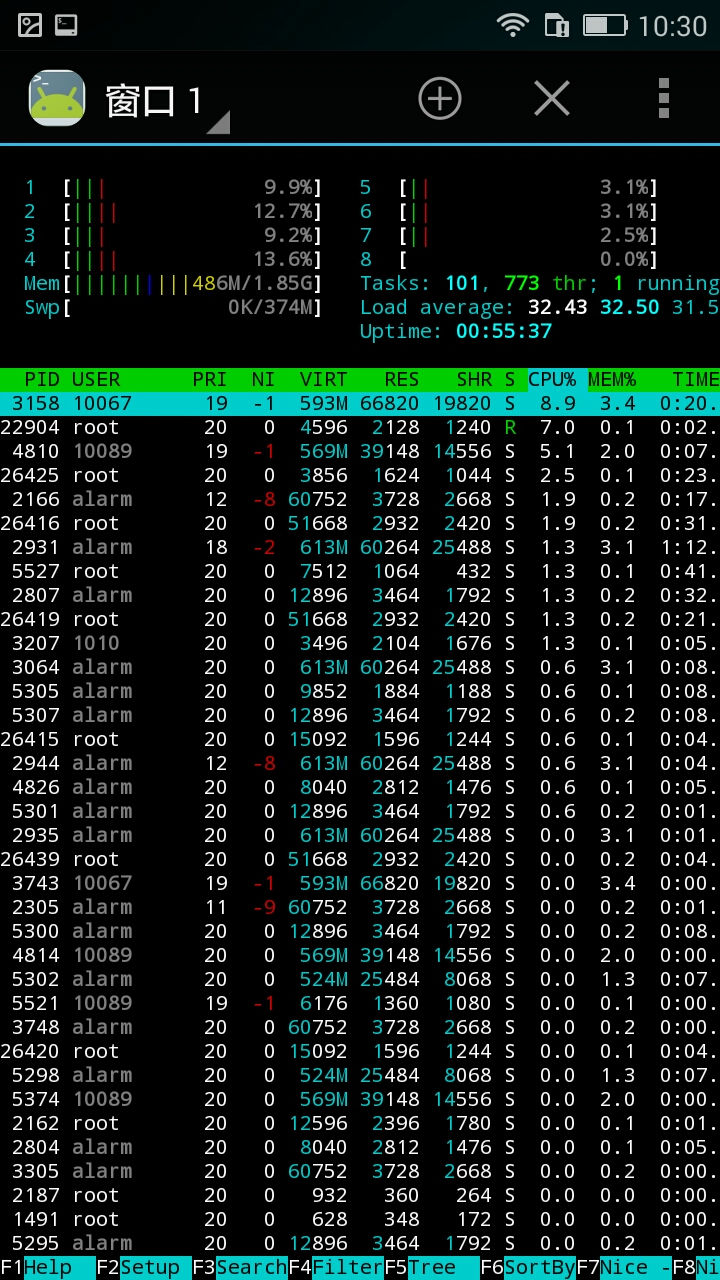 10:30
窗口 1
1 [||| 9.9%] 5 [|| 3.1%]
2 [|||| 12.7%] 6 [|| 3.1%]
3 [||| 9.2%] 7 [|| 2.5%]
4 [|||| 13.6%] 8 [ 0.0%]
Mem[||||||||||486M/1.85G] Tasks: 101, 773 thr; 1 running
Swp[ 0K/374M] Load average: 32.43 32.50 31.5
Uptime: 00:55:37
PID USER PRI NI VIRT RES SHR S CPU% MEM% TIME
3158 10067 19 -1 593M 66820 19820 S 8.9 3.4 0:20.
22904 root 20 0 4596 2128 1240 R 7.0 0.1 0:02.
4810 10089 19 -1 569M 39148 14556 S 5.1 2.0 0:07.
26425 root 20 0 3856 1624 1044 S 2.5 0.1 0:23.
2166 alarm 12 -8 60752 3728 2668 S 1.9 0.2 0:17.
26416 root 20 0 51668 2932 2420 S 1.9 0.2 0:31.
2931 alarm 18 -2 613M 60264 25488 S 1.3 3.1 1:12.
5527 root 20 0 7512 1064 432 S 1.3 0.1 0:41.
2807 alarm 20 0 12896 3464 1792 S 1.3 0.2 0:32.
26419 root 20 0 51668 2932 2420 S 1.3 0.2 0:21.
3207 1010 20 0 3496 2104 1676 S 1.3 0.1 0:05.
3064 alarm 20 0 613M 60264 25488 S 0.6 3.1 0:08.
5305 alarm 20 0 9852 1884 1188 S 0.6 0.1 0:08.
5307 alarm 20 0 12896 3464 1792 S 0.6 0.2 0:08.
26415 root 20 0 15092 1596 1244 S 0.6 0.1 0:04.
2944 alarm 12 -8 613M 60264 25488 S 0.6 3.1 0:04.
4826 alarm 20 0 8040 2812 1476 S 0.6 0.1 0:05.
5301 alarm 20 0 12896 3464 1792 S 0.6 0.2 0:01.
2935 alarm 20 0 613M 60264 25488 S 0.0 3.1 0:01.
26439 root 20 0 51668 2932 2420 S 0.0 0.2 0:04.
3743 10067 19 -1 593M 66820 19820 S 0.0 3.4 0:00.
2305 alarm 11 -9 60752 3728 2668 S 0.0 0.2 0:01.
5300 alarm 20 0 12896 3464 1792 S 0.0 0.2 0:08.
4814 10089 20 0 569M 39148 14556 S 0.0 2.0 0:00.
5302 alarm 20 0 524M 25484 8068 S 0.0 1.3 0:07.
5521 10089 19 -1 6176 1360 1080 S 0.0 0.1 0:00.
3748 alarm 20 0 60752 3728 2668 S 0.0 0.2 0:00.
26420 root 20 0 15092 1596 1244 S 0.0 0.1 0:04.
5298 alarm 20 0 524M 25484 8068 S 0.0 1.3 0:07.
5374 10089 20 0 569M 39148 14556 S 0.0 2.0 0:00.
2162 root 20 0 12596 2396 1780 S 0.0 0.1 0:01.
2804 alarm 20 0 8040 2812 1476 S 0.0 0.1 0:05.
3305 alarm 20 0 60752 3728 2668 S 0.0 0.2 0:00.
2187 root 20 0 932 360 264 S 0.0 0.0 0:00.
1491 root 20 0 628 348 172 S 0.0 0.0 0:00.
5295 alarm 20 0 12896 3464 1792 S 0.0 0.2 0:01.
F1Help F2Setup F3SearchF4FilterF5Tree F6SortByF7Nice -F8Ni